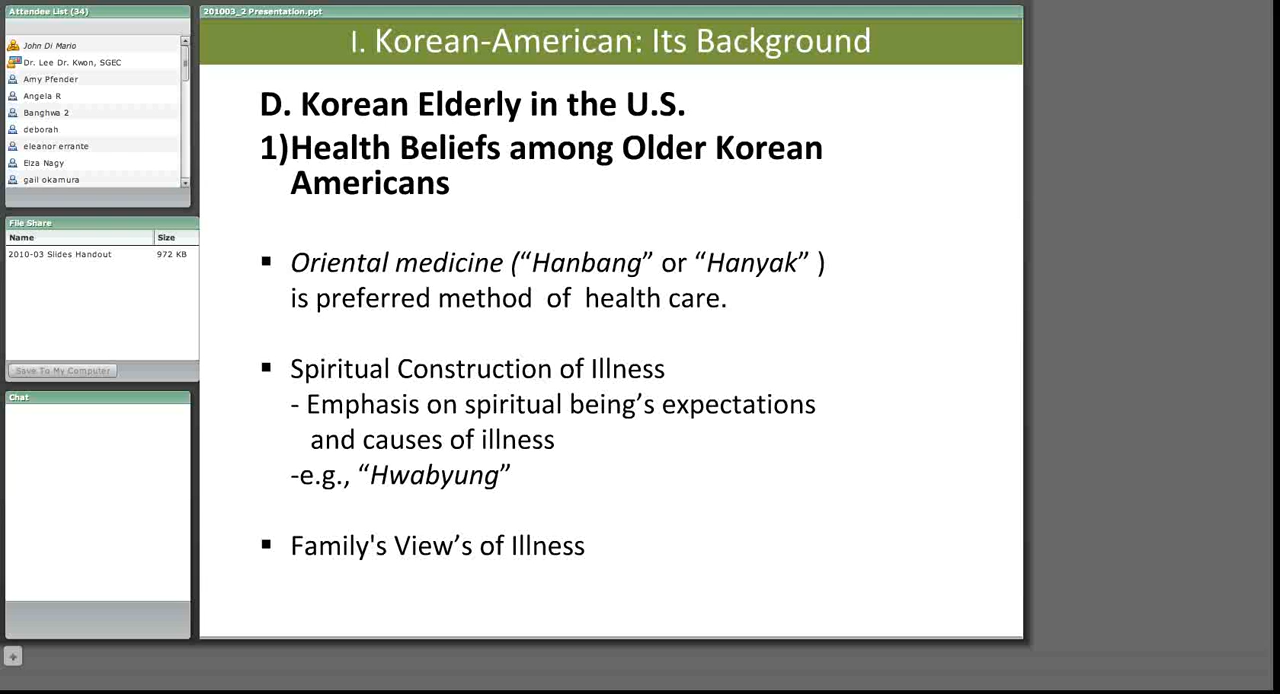 Attendee List (34)
John Di Mario
Dr. Lee Dr. Kwon, SGEC
Amy Pfender
Angela R
Banghwa 2
deborah
eleanor errante
Elza Nagy
gail okamura
File Share
Name Size
2010-03 Slides Handout 972 KB
Save To My Computer
Chat
201003_2 Presentation.ppt
I. Korean-American: Its Background
D. Korean Elderly in the U.S.
1)Health Beliefs among Older Korean
Americans
▪ Oriental medicine (“Hanbang” or “Hanyak” )
is preferred method of health care.
▪ Spiritual Construction of Illness
- Emphasis on spiritual being’s expectations
and causes of illness
-e.g., “Hwabyung”
▪ Family's View’s of Illness